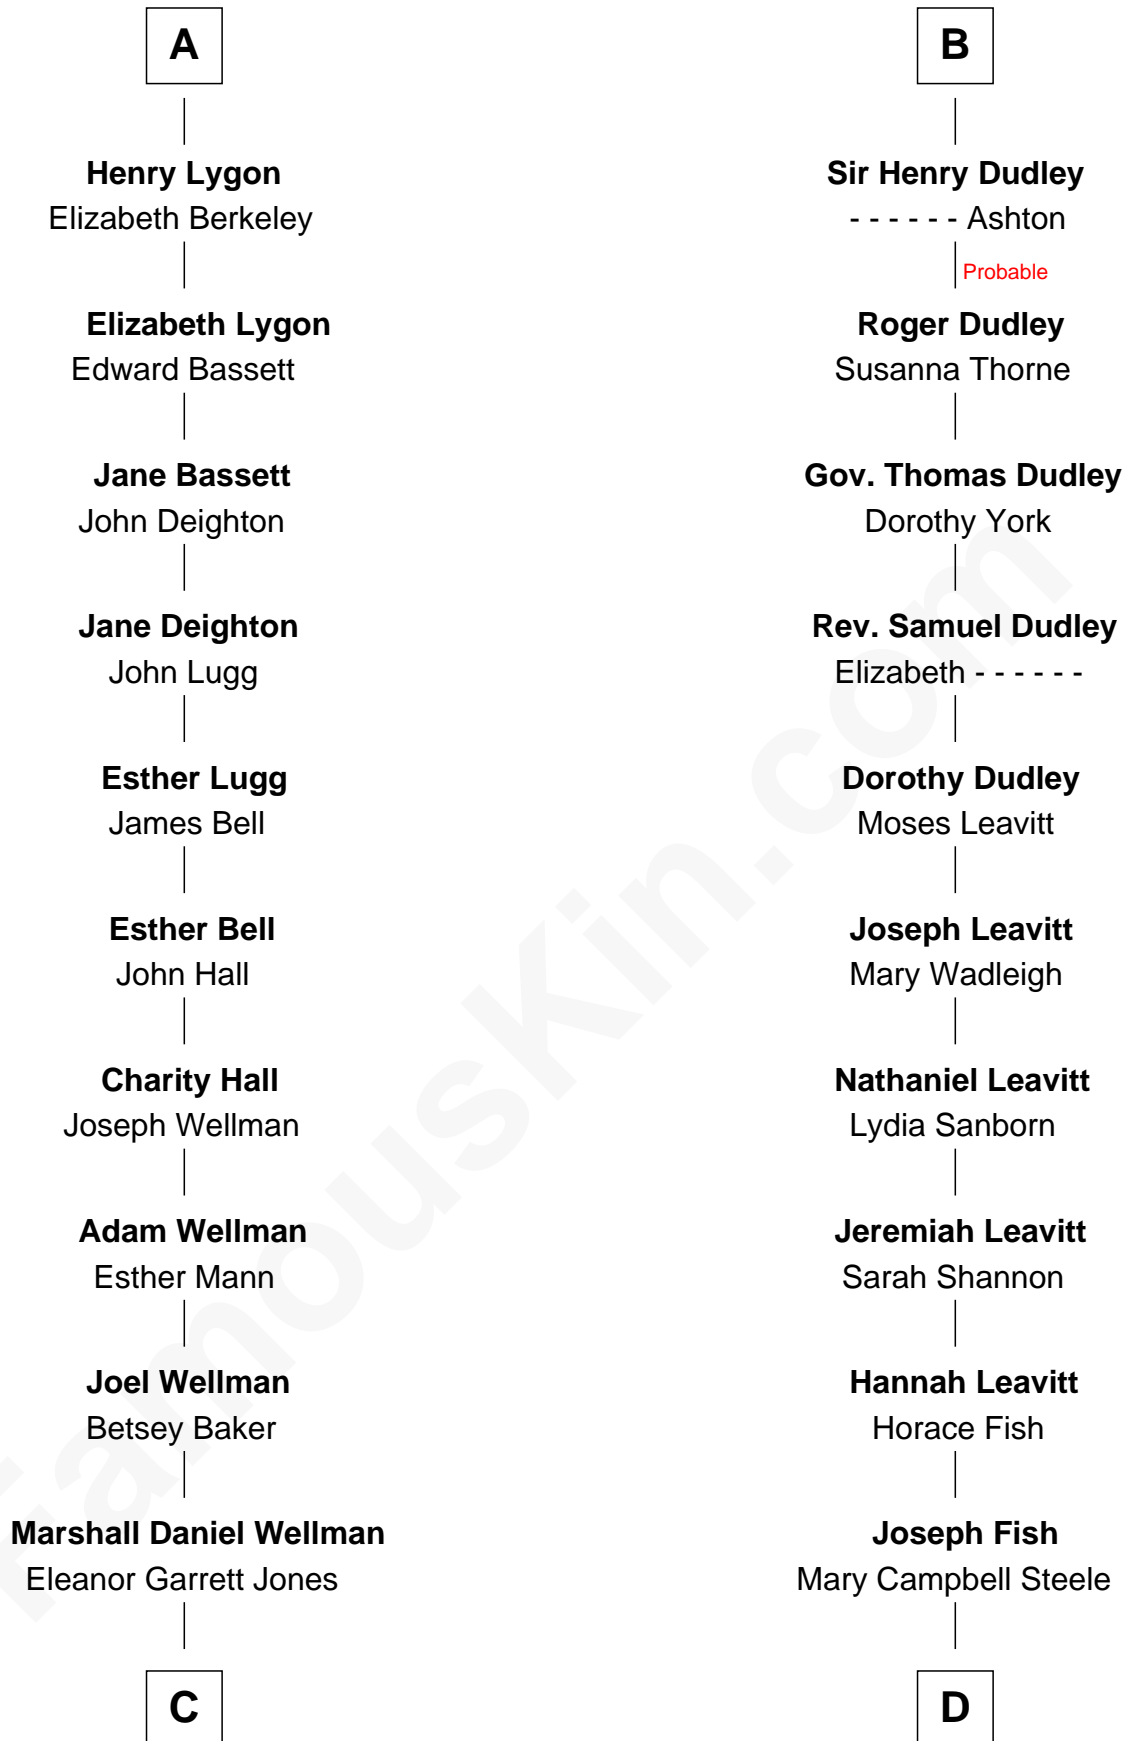 A
Henry Lygon
Elizabeth Berkeley
Elizabeth Lygon
Edward Bassett
Jane Bassett
John Deighton
Jane Deighton
John Lugg
Esther Lugg
James Bell
Esther Bell
John Hall
Charity Hall
Joseph Wellman
Adam Wellman
Esther Mann
Joel Wellman
Betsey Baker
Marshall Daniel Wellman
Eleanor Garrett Jones
C
B
Sir Henry Dudley
- - - - - - Ashton
Probable
Roger Dudley
Susanna Thorne
Gov. Thomas Dudley
Dorothy York
Rev. Samuel Dudley
Elizabeth - - - - - -
Dorothy Dudley
Moses Leavitt
Joseph Leavitt
Mary Wadleigh
Nathaniel Leavitt
Lydia Sanborn
Jeremiah Leavitt
Sarah Shannon
Hannah Leavitt
Horace Fish
Joseph Fish
Mary Campbell Steele
D
FamousKin.com